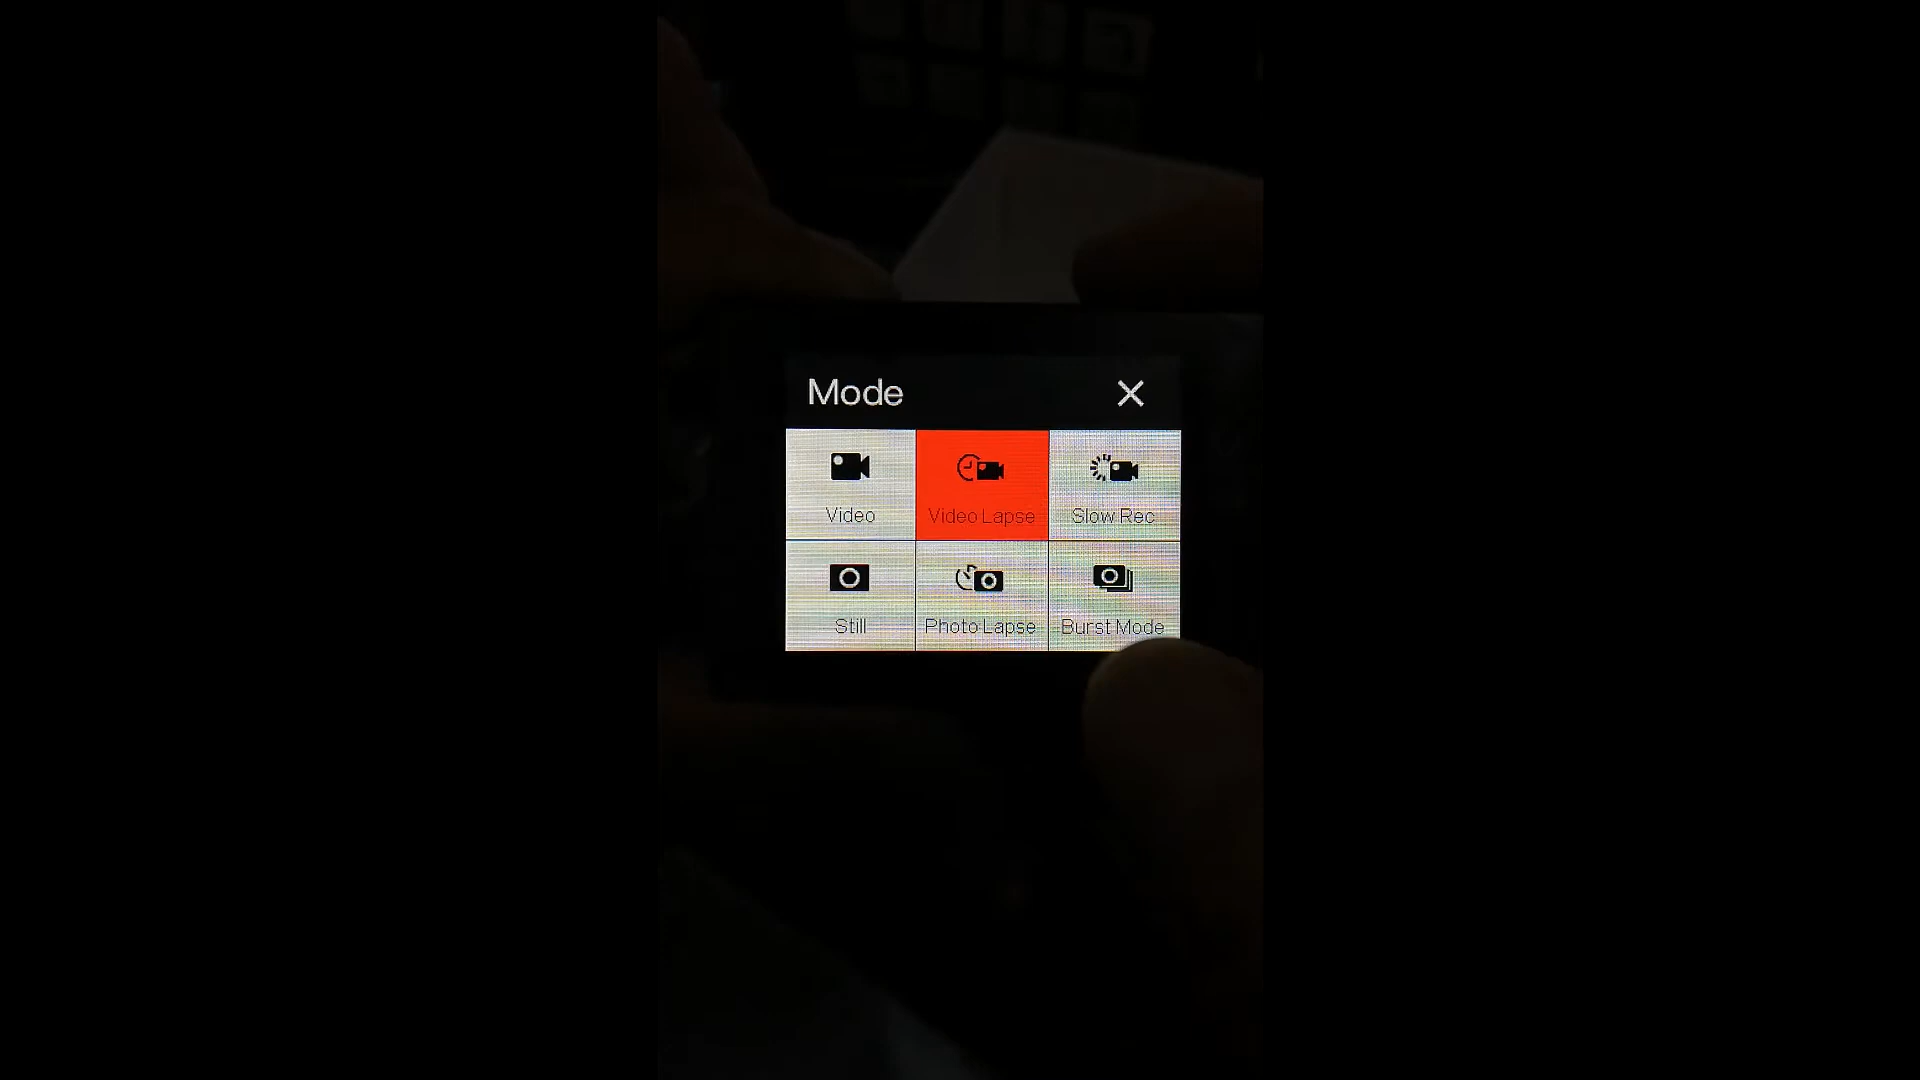 Mode
Video
Video Lapse
Slow Rec
Still
Photo Lapse
Burst Mode